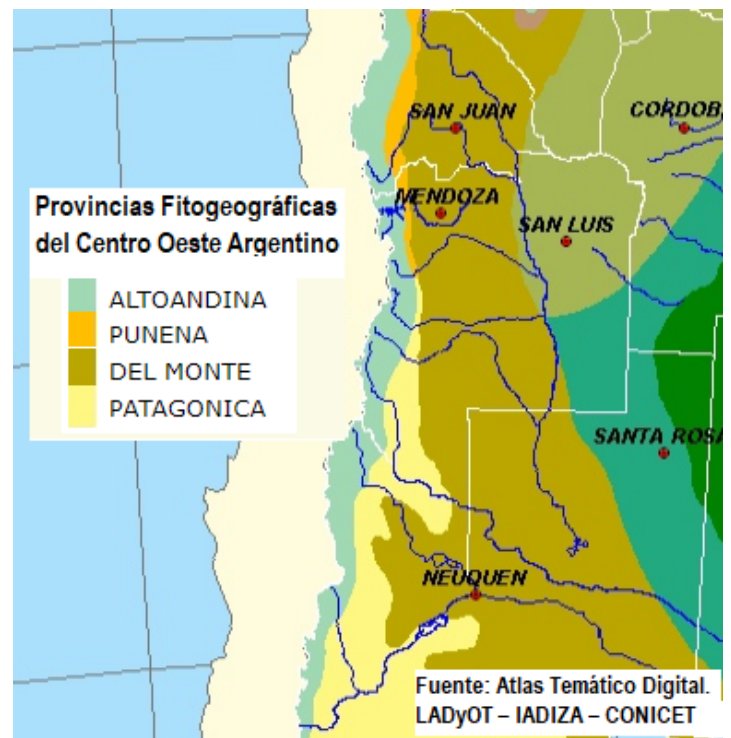 SAN JUAN
CORDOB
MENDOZA
SAN LUIS
Provincias Fitogeográficas
del Centro Oeste Argentino
ALTOANDINA
PUNENA
DEL MONTE
PATAGONICA
SANTA ROSA
NEUQUEN
Fuente: Atlas Temático Digital.
LADyOT – IADIZA – CONICET